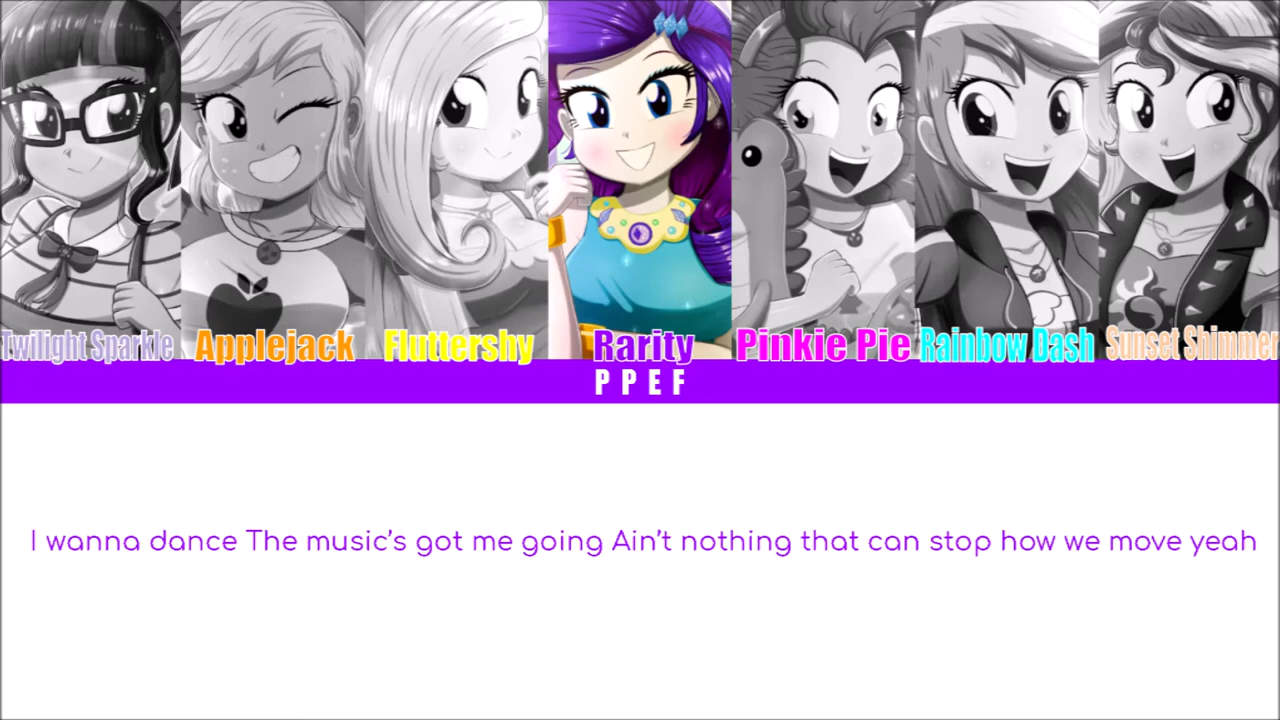 Twilight Sparkle Applejack Fluttershy Rarity Pinkie Pie Rainbow Dash Sunset Shimmer
P P E F
I wanna dance The music's got me going Ain't nothing that can stop how we move yeah